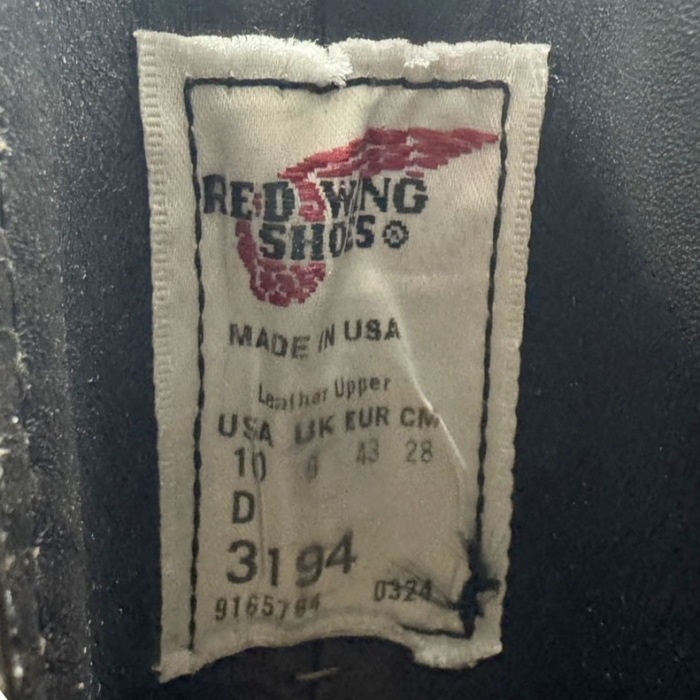 RED WING
SHOES ®
MADE IN USA
Leather Upper
USA UK EUR CM
10 9 43 28
D
3194
9165784 0324